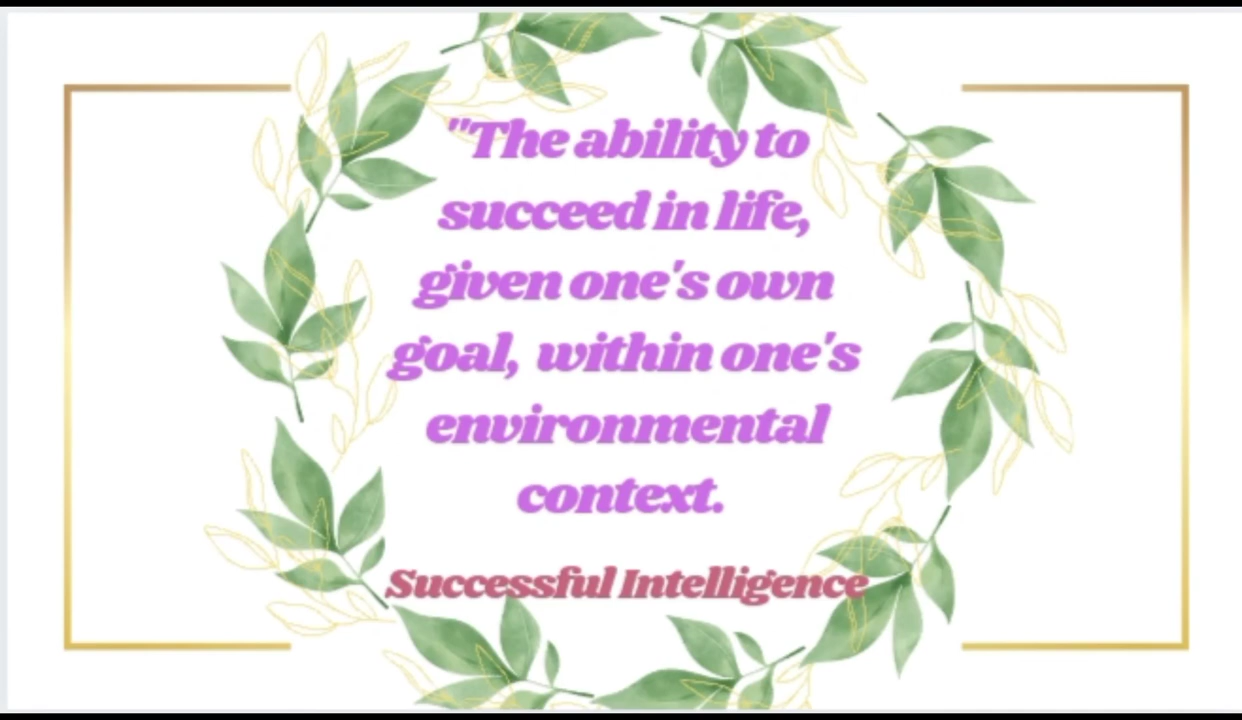 "The ability to
succeed in life,
given one's own
goal, within one's
environmental
context.
Successful Intelligence